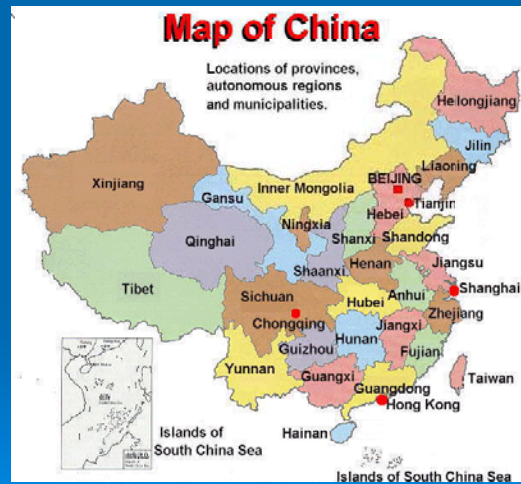 Map of China
Locations of provinces,
autonomous regions
and municipalities.
Heilongjiang
Jilin
Liaoning
Xinjiang
Inner Mongolia
BEIJING
Gansu
Tianjin
Hebei
Ningxia
Shanxi
Shandong
Qinghai
Shaanxi
Henan
Jiangsu
Tibet
Sichuan
Hubei
Anhui
Shanghai
Chongqing
Zhejiang
Jiangxi
Hunan
Guizhou
Fujian
Yunnan
Guangxi
Guangdong
Taiwan
Hong Kong
Islands of
South China Sea
Hainan
Islands of South China Sea